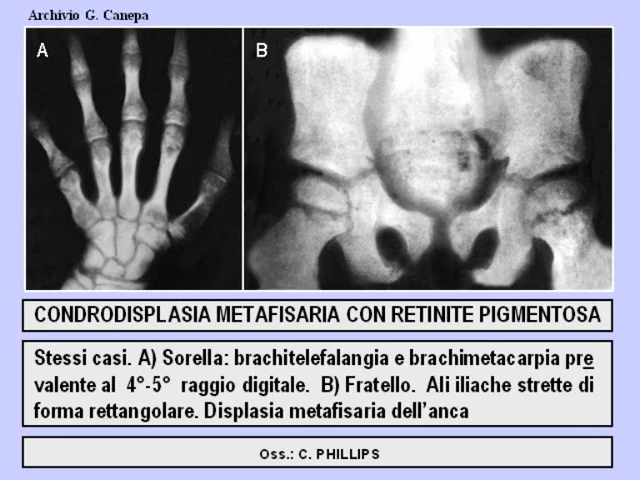 Archivio G. Canepa
A
B
CONDRODISPLASIA METAFISARIA CON RETINITE PIGMENTOSA
Stessi casi. A) Sorella: brachitelefalangia e brachimetacarpia pre
valente al 4°-5° raggio digitale. B) Fratello. Ali iliache strette di
forma rettangolare. Displasia metafisaria dell'anca
Oss.: C. PHILLIPS